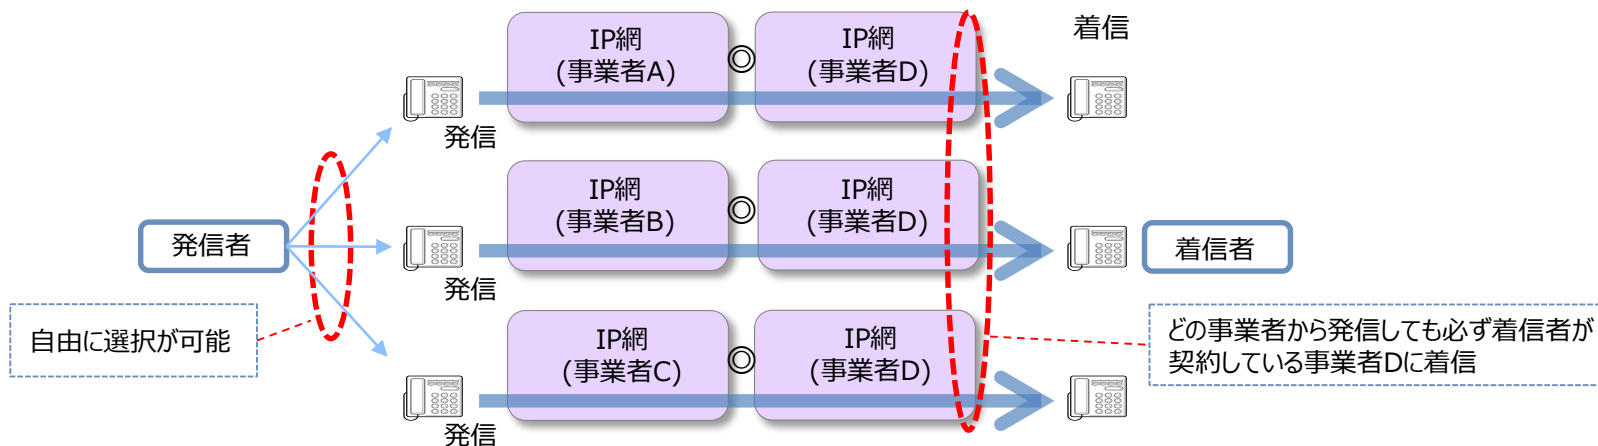 IP網
(事業者A)
IP網
(事業者D)
着信
発信
IP網
(事業者B)
IP網
(事業者D)
発信者
着信者
発信
自由に選択が可能
IP網
(事業者C)
IP網
(事業者D)
どの事業者から発信しても必ず着信者が
契約している事業者Dに着信
発信